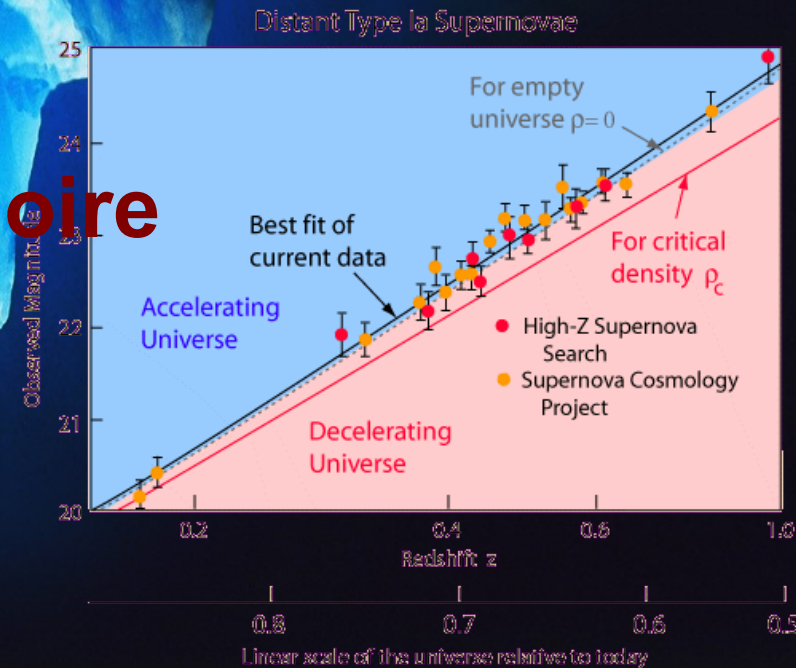 Distant Type Ia Supernovae
25
For empty
universe ρ= 0
24
oire
Observed Magnitude
23
Best fit of
current data
For critical
density ρc
Accelerating
Universe
22
High-Z Supernova
Search
Supernova Cosmology
Project
21
Decelerating
Universe
20
0.2 0.4 0.6 1.0
Redshift z
0.8 0.7 0.6 0.5
Linear scale of the universe relative to today